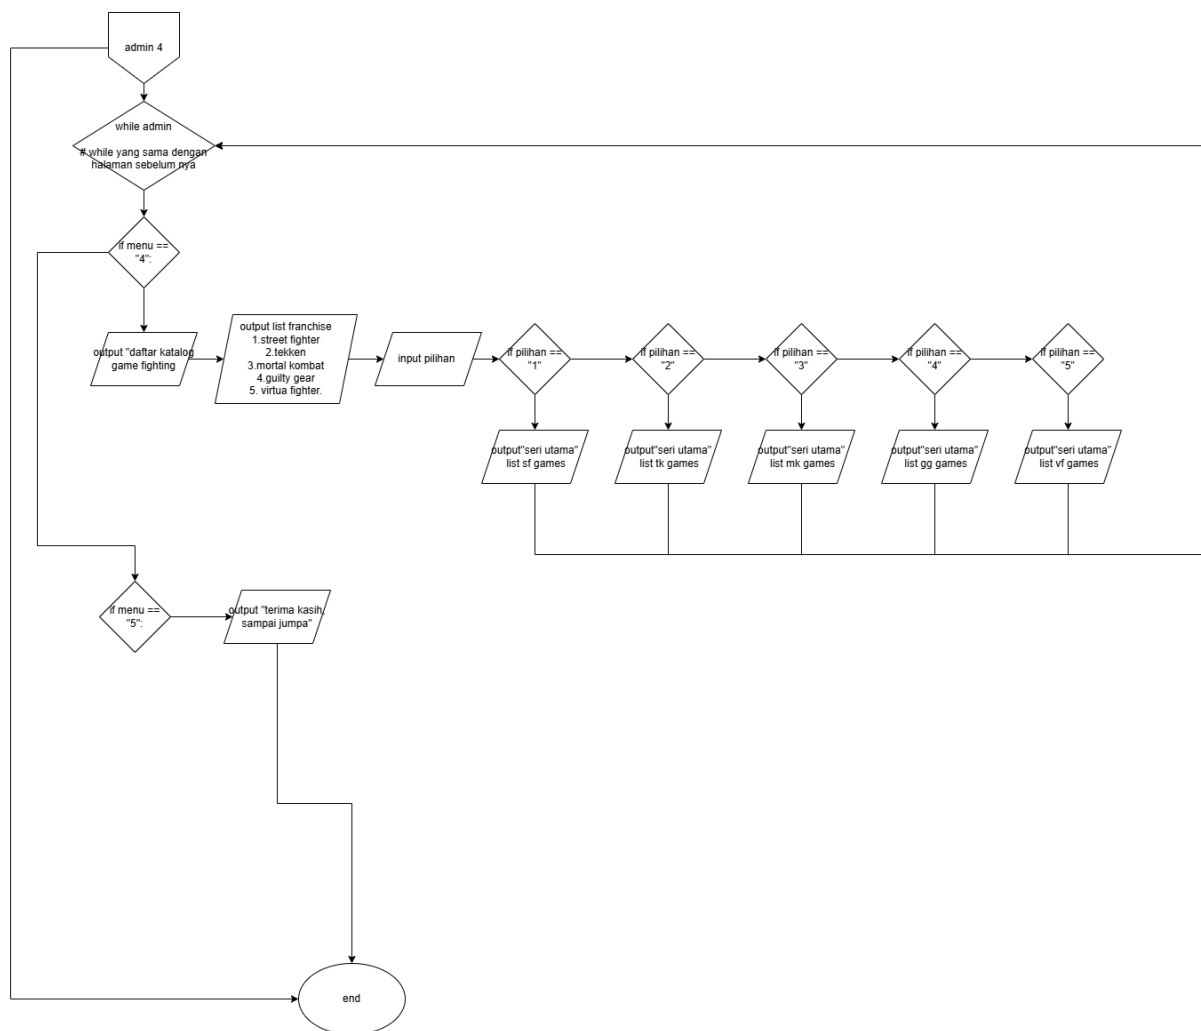 admin 4
while admin
# while yang sama dengan
halaman sebelum nya
if menu ==
"4":
output "daftar katalog
game fighting
output list franchise
1.street fighter
2.tekken
3.mortal kombat
4.guilty gear
5. virtua fighter.
input pilihan
if pilihan ==
"1"
if pilihan ==
"2"
if pilihan ==
"3"
if pilihan ==
"4"
if pilihan ==
"5"
output"seri utama"
list sf games
output"seri utama"
list tk games
output"seri utama"
list mk games
output"seri utama"
list gg games
output"seri utama"
list vf games
if menu ==
"5":
output "terima kasih,
sampai jumpa"
end